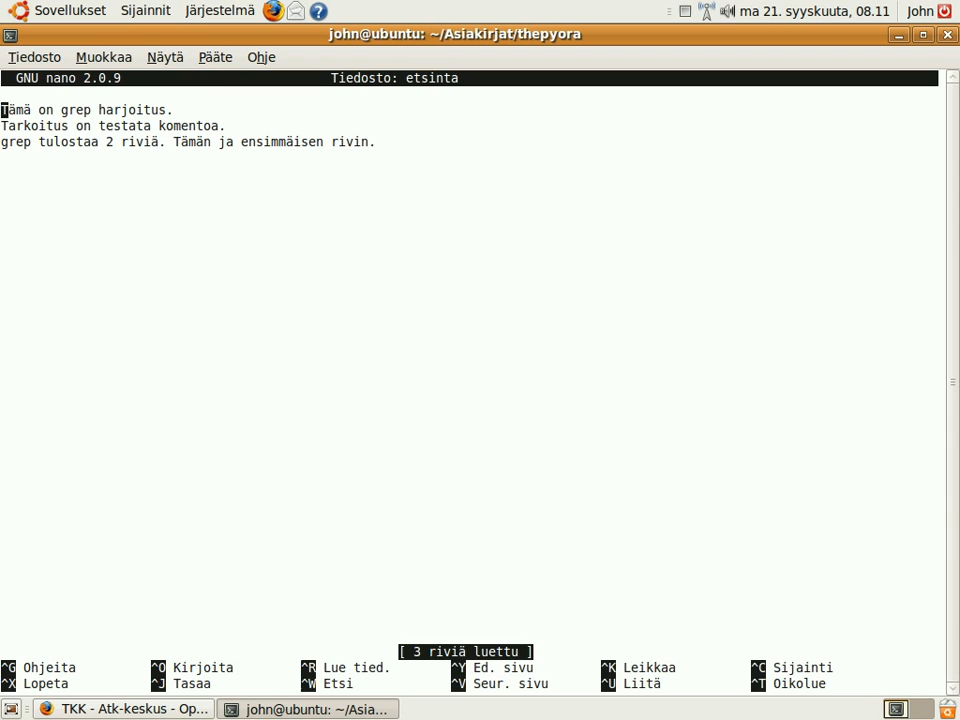 Sovellukset Sijainnit Järjestelmä ma 21. syyskuuta, 08.11 John
john@ubuntu: ~/Asiakirjat/thepyora
Tiedosto Muokkaa Näytä Pääte Ohje
GNU nano 2.0.9 Tiedosto: etsinta
Tämä on grep harjoitus.
Tarkoitus on testata komentoa.
grep tulostaa 2 riviä. Tämän ja ensimmäisen rivin.
[ 3 riviä luettu ]
^G Ohjeita ^O Kirjoita ^R Lue tied. ^Y Ed. sivu ^K Leikkaa ^C Sijainti
^X Lopeta ^J Tasaa ^W Etsi ^V Seur. sivu ^U Liitä ^T Oikolue
TKK - Atk-keskus - Op... john@ubuntu: ~/Asia...